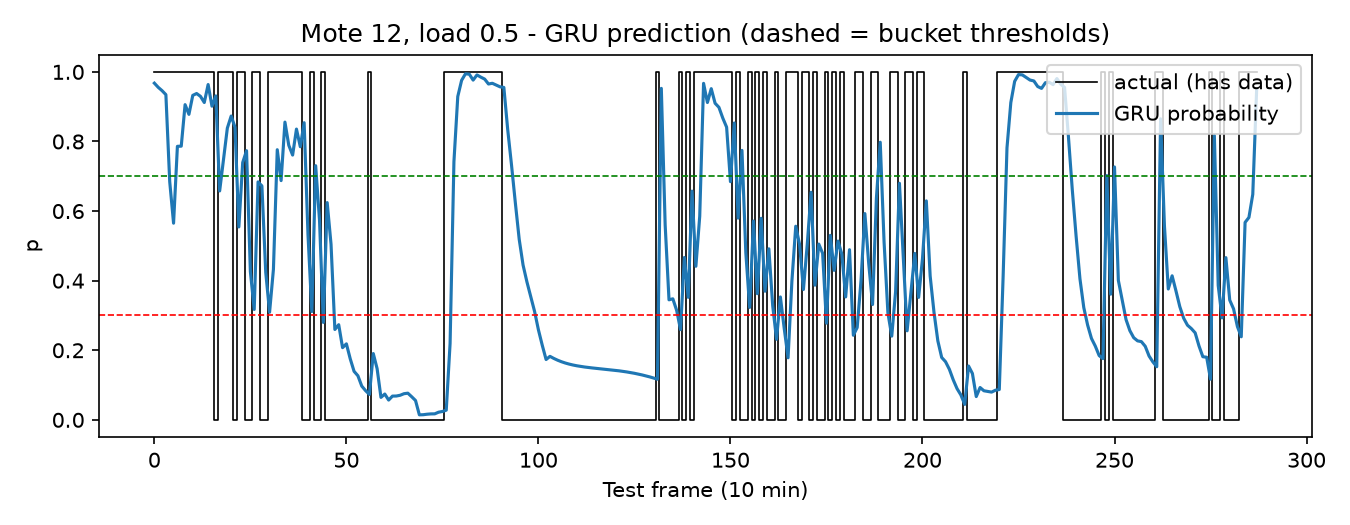 Mote 12, load 0.5 - GRU prediction (dashed = bucket thresholds)
1.0
0.8
0.6
0.4
0.2
0.0
p
actual (has data)
GRU probability
0 50 100 150 200 250 300
Test frame (10 min)